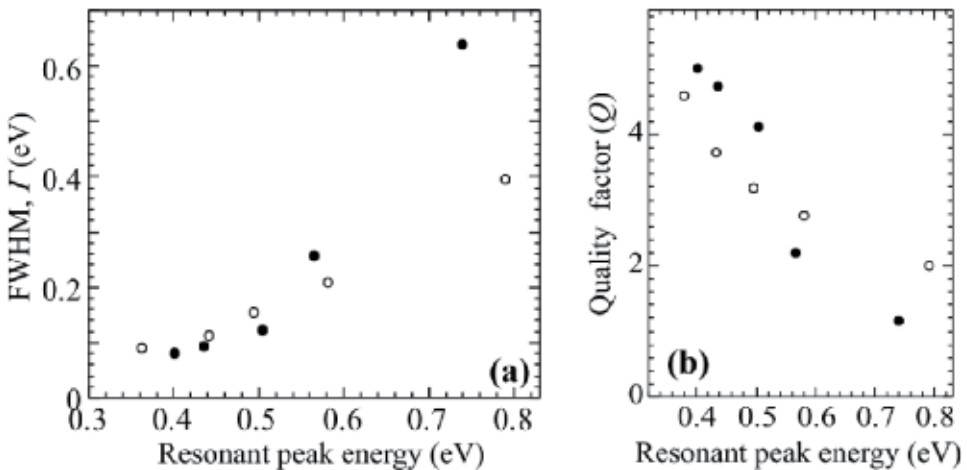 FWHM, Γ (eV)
0.6
0.4
0.2
0
0.3 0.4 0.5 0.6 0.7 0.8
Resonant peak energy (eV)
(a)
Quality factor (Q)
4
2
0
0.4 0.5 0.6 0.7 0.8
Resonant peak energy (eV)
(b)